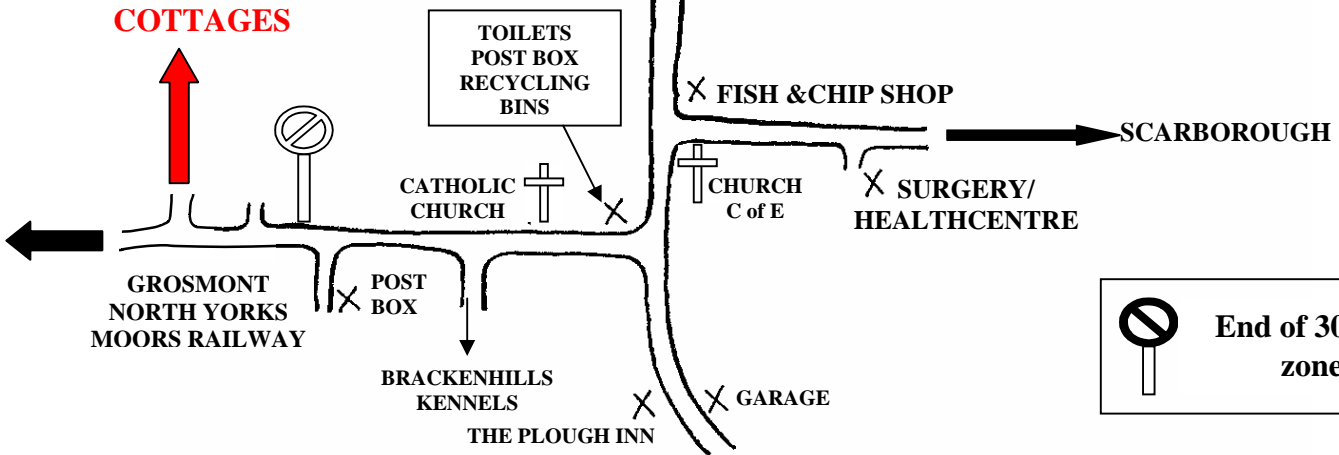 COTTAGES
TOILETS
POST BOX
RECYCLING
BINS
FISH &CHIP SHOP
SCARBOROUGH
CATHOLIC
CHURCH
CHURCH
C of E
SURGERY/
HEALTHCENTRE
GROSMONT
NORTH YORKS
MOORS RAILWAY
POST
BOX
BRACKENHILLS
KENNELS
THE PLOUGH INN
GARAGE
End of 30
zone